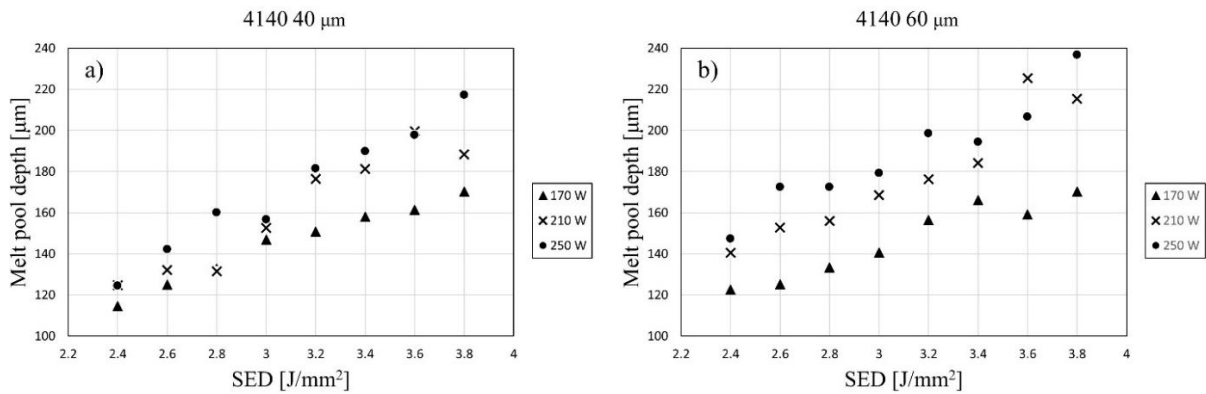 4140 40 μm
a)
240
220
200
180
160
140
120
100
Melt pool depth [μm]
2.2 2.4 2.6 2.8 3 3.2 3.4 3.6 3.8 4
SED [J/mm²]
170 W
210 W
250 W
4140 60 μm
b)
240
220
200
180
160
140
120
100
Melt pool depth [μm]
2.2 2.4 2.6 2.8 3 3.2 3.4 3.6 3.8 4
SED [J/mm²]
170 W
210 W
250 W